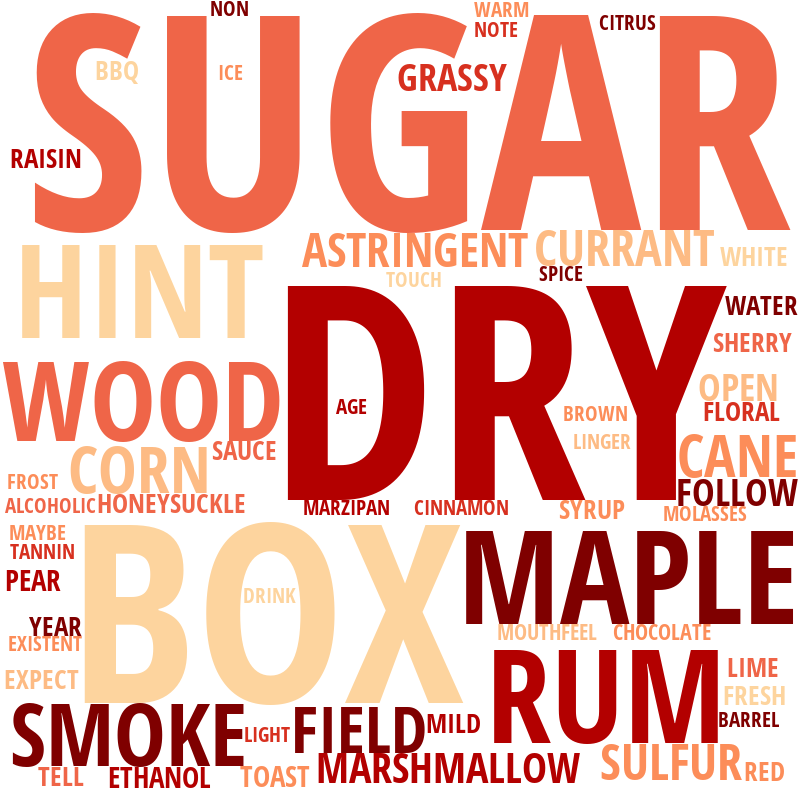 NON
WARM
NOTE
CITRUS
SUGAR
BBQ
ICE
GRASSY
RAISIN
HINT
ASTRINGENT
CURRANT
WHITE
TOUCH
SPICE
DRY
WATER
SHERRY
WOOD
OPEN
AGE
BROWN
FLORAL
LINGER
SAUCE
CORN
CANE
FROST
FOLLOW
ALCOHOLIC
HONEYSUCKLE
MARZIPAN
CINNAMON
SYRUP
MOLASSES
MAYBE
TANNIN
BOX
MAPLE
PEAR
DRINK
YEAR
EXISTENT
MOUTHFEEL
CHOCOLATE
EXPECT
RUM
LIME
FRESH
SMOKE
LIGHT
FIELD
MILD
BARREL
TELL
ETHANOL
TOAST
MARSHMALLOW
SULFUR
RED